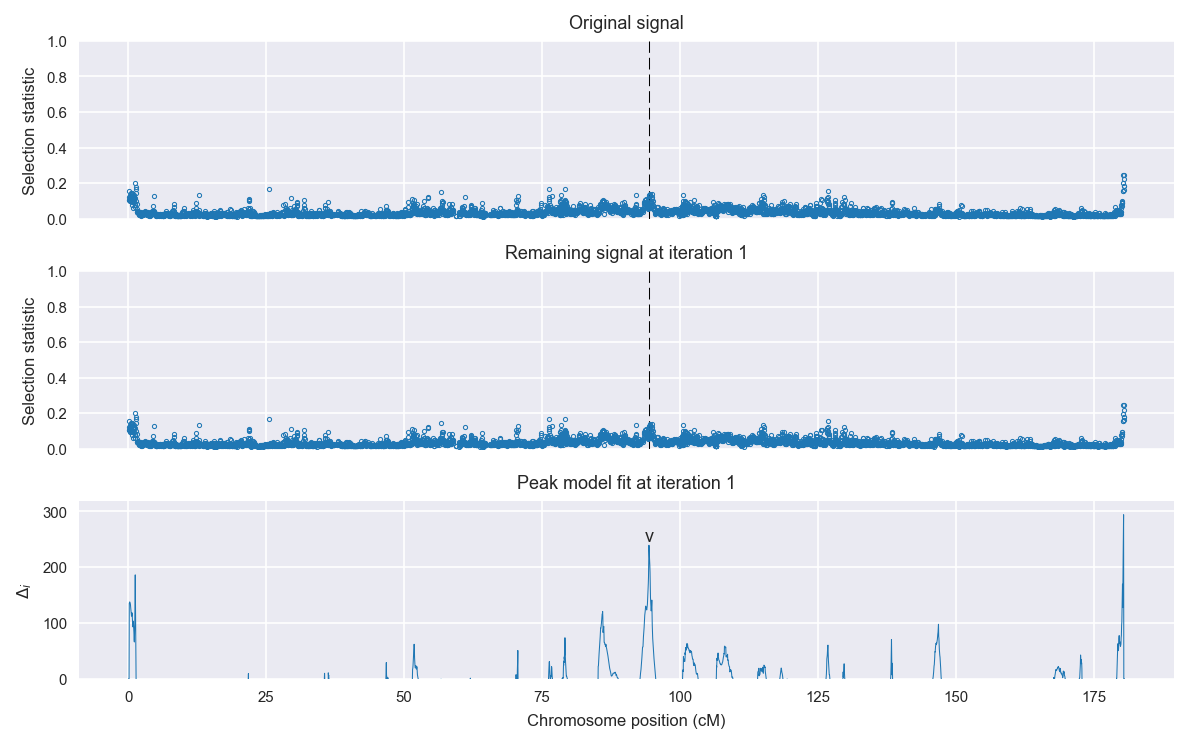 Original signal
1.0
0.8
0.6
0.4
0.2
0.0
Selection statistic
Remaining signal at iteration 1
1.0
0.8
0.6
0.4
0.2
0.0
Selection statistic
Peak model fit at iteration 1
300
200
100
0
Δi
v
0 25 50 75 100 125 150 175
Chromosome position (cM)